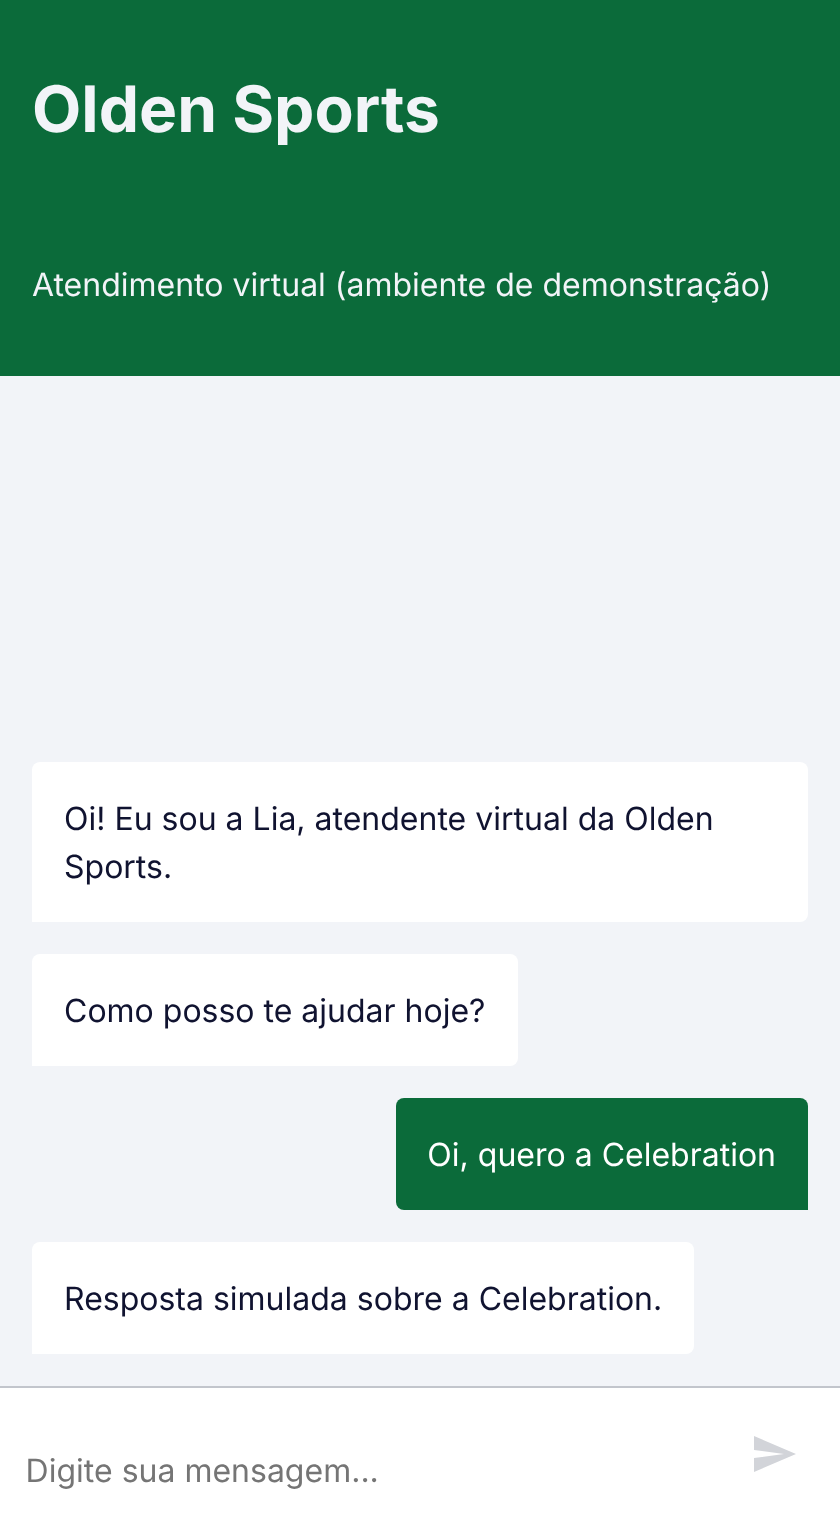 Olden Sports
Atendimento virtual (ambiente de demonstração)
Oi! Eu sou a Lia, atendente virtual da Olden
Sports.
Como posso te ajudar hoje?
Oi, quero a Celebration
Resposta simulada sobre a Celebration.
Digite sua mensagem...